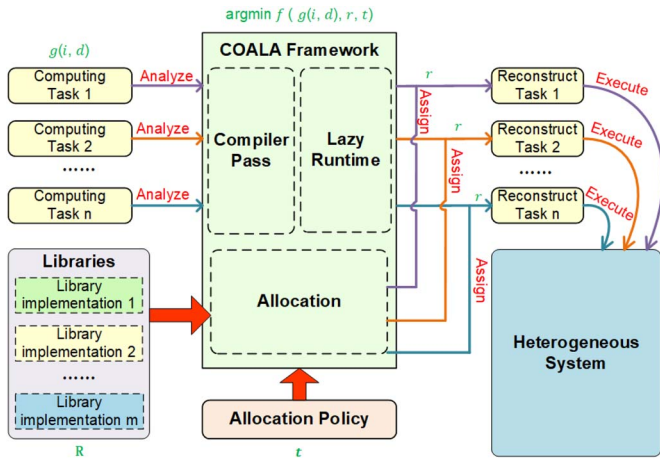 argmin f ( g(i, d), r, t)
g(i, d)
COALA Framework
Computing
Task 1
Analyze
Computing
Task 2
Analyze
......
Computing
Task n
Analyze
Compiler
Pass
Lazy
Runtime
Allocation
r
Assign
r
Assign
r
Assign
Reconstruct
Task 1
Execute
Reconstruct
Task 2
Execute
......
Reconstruct
Task n
Execute
Libraries
Library
implementation 1
Library
implementation 2
......
Library
implementation m
R
Allocation Policy
t
Heterogeneous
System